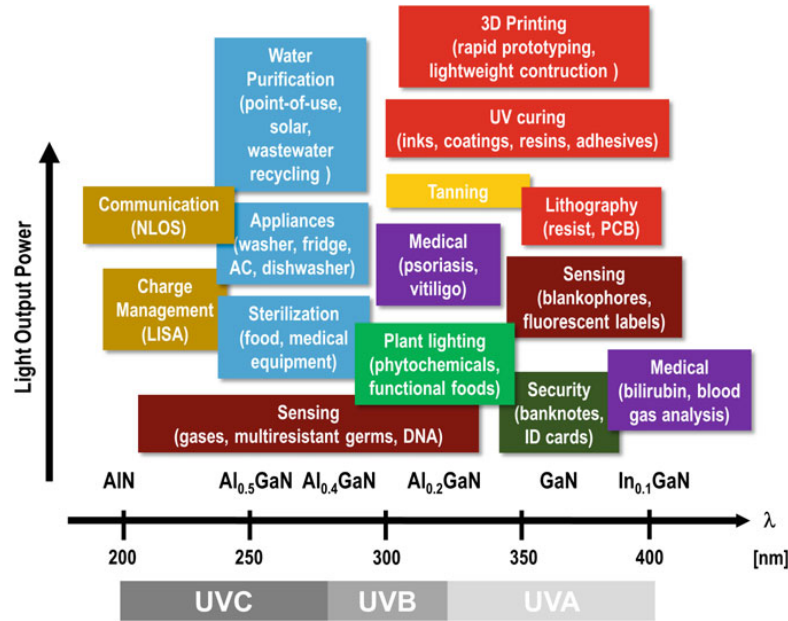 3D Printing
(rapid prototyping,
lightweight contruction )
Water
Purification
(point-of-use,
solar,
wastewater
recycling )
UV curing
(inks, coatings, resins, adhesives)
Tanning
Communication
(NLOS)
Appliances
(washer, fridge,
AC, dishwasher)
Lithography
(resist, PCB)
Medical
(psoriasis,
vitiligo)
Sensing
(blankophores,
fluorescent labels)
Charge
Management
(LISA)
Sterilization
(food, medical
equipment)
Plant lighting
(phytochemicals,
functional foods)
Medical
(bilirubin, blood
gas analysis)
Security
(banknotes,
ID cards)
Sensing
(gases, multiresistant germs, DNA)
Light Output Power
AlN Al0.5GaN Al0.4GaN Al0.2GaN GaN In0.1GaN
λ
200 250 300 350 400 [nm]
UVC UVB UVA